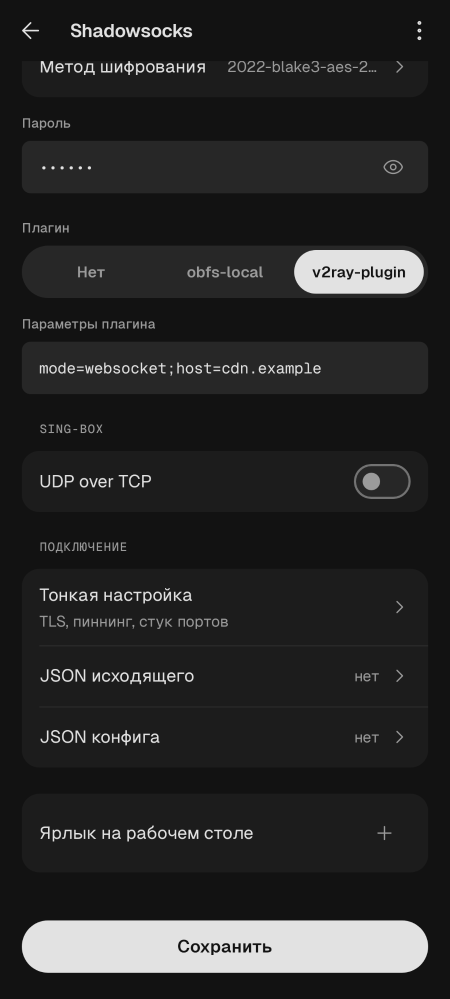 Shadowsocks
Метод шифрования 2022-blake3-aes-2...
Пароль
••••••
Плагин
Нет obfs-local v2ray-plugin
Параметры плагина
mode=websocket;host=cdn.example
SING-BOX
UDP over TCP
ПОДКЛЮЧЕНИЕ
Тонкая настройка
TLS, пиннинг, стук портов
JSON исходящего нет
JSON конфига нет
Ярлык на рабочем столе
Сохранить